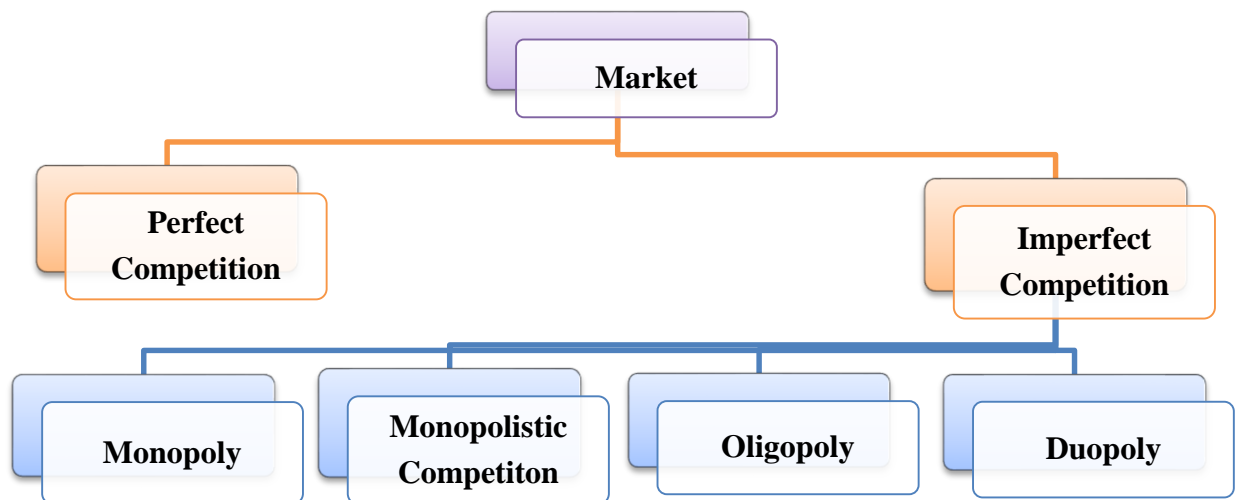 Market
Perfect
Competition
Imperfect
Competition
Monopoly
Monopolistic
Competiton
Oligopoly
Duopoly